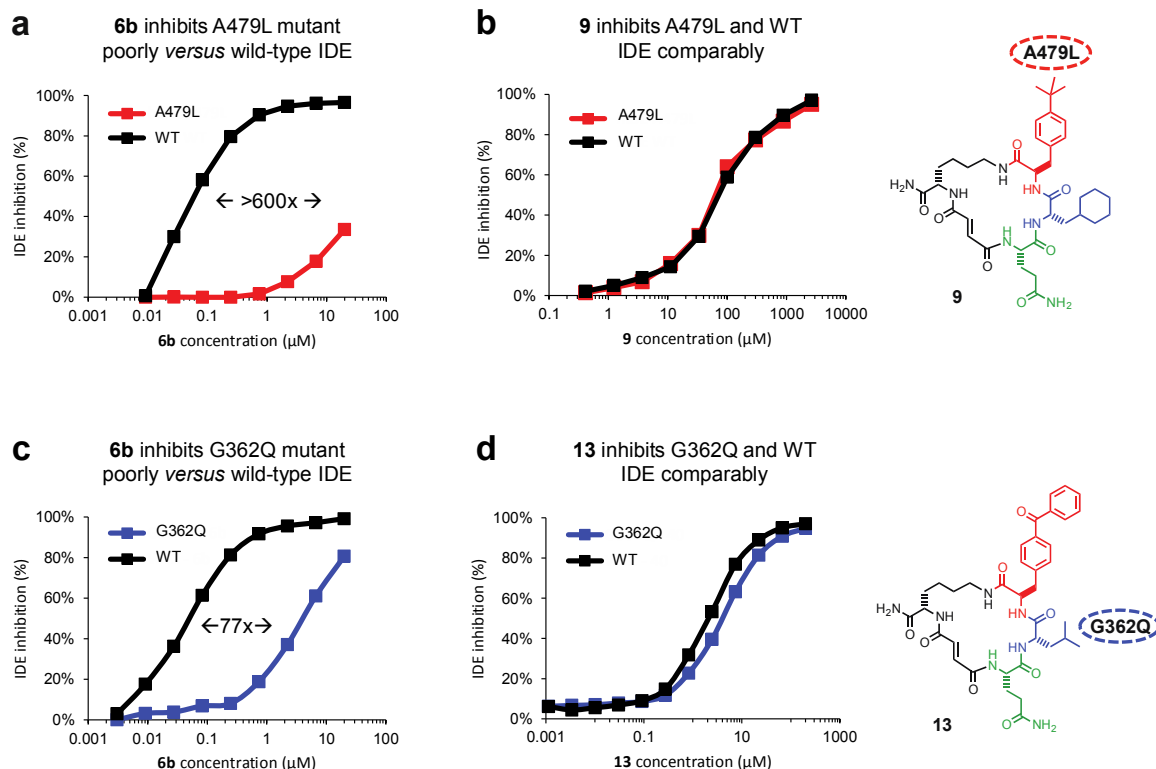 a
6b inhibits A479L mutant
poorly versus wild-type IDE
100%
80%
60%
40%
20%
0%
IDE inhibition (%)
A479L
WT
← >600x →
0.001
0.01
0.1
1
10
100
6b concentration (µM)
b
9 inhibits A479L and WT
IDE comparably
100%
80%
60%
40%
20%
0%
IDE inhibition (%)
A479L
WT
0.1
1
10
100
1000
10000
9 concentration (µM)
A479L
O
N
H
HN
O
H2N
O
NH
O
HN
O
H
N
O
O
O
NH2
9
c
6b inhibits G362Q mutant
poorly versus wild-type IDE
100%
80%
60%
40%
20%
0%
IDE inhibition (%)
G362Q
WT
←77x→
0.001
0.01
0.1
1
10
100
6b concentration (µM)
d
13 inhibits G362Q and WT
IDE comparably
100%
80%
60%
40%
20%
0%
IDE inhibition (%)
G362Q
WT
0.001
0.1
10
1000
13 concentration (µM)
O
G362Q
O
N
H
HN
O
H2N
O
NH
O
HN
O
H
N
O
O
O
NH2
13